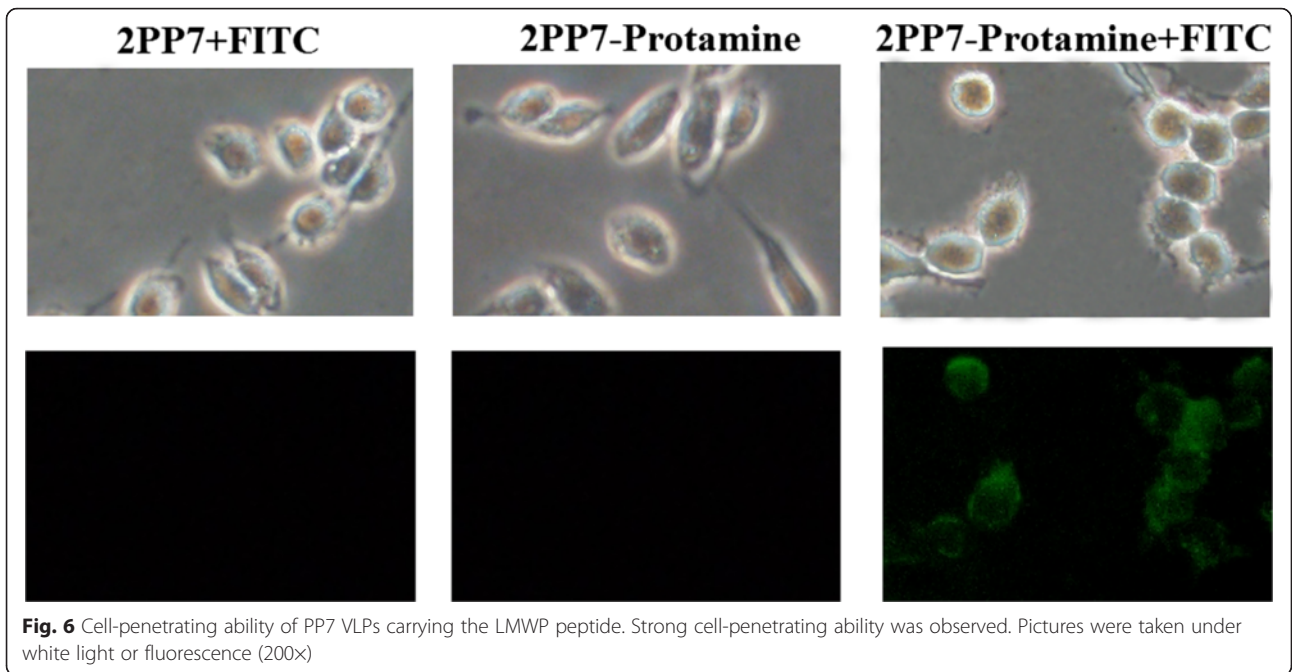 2PP7+FITC
2PP7-Protamine
2PP7-Protamine+FITC
Fig. 6 Cell-penetrating ability of PP7 VLPs carrying the LMWP peptide. Strong cell-penetrating ability was observed. Pictures were taken under
white light or fluorescence (200×)